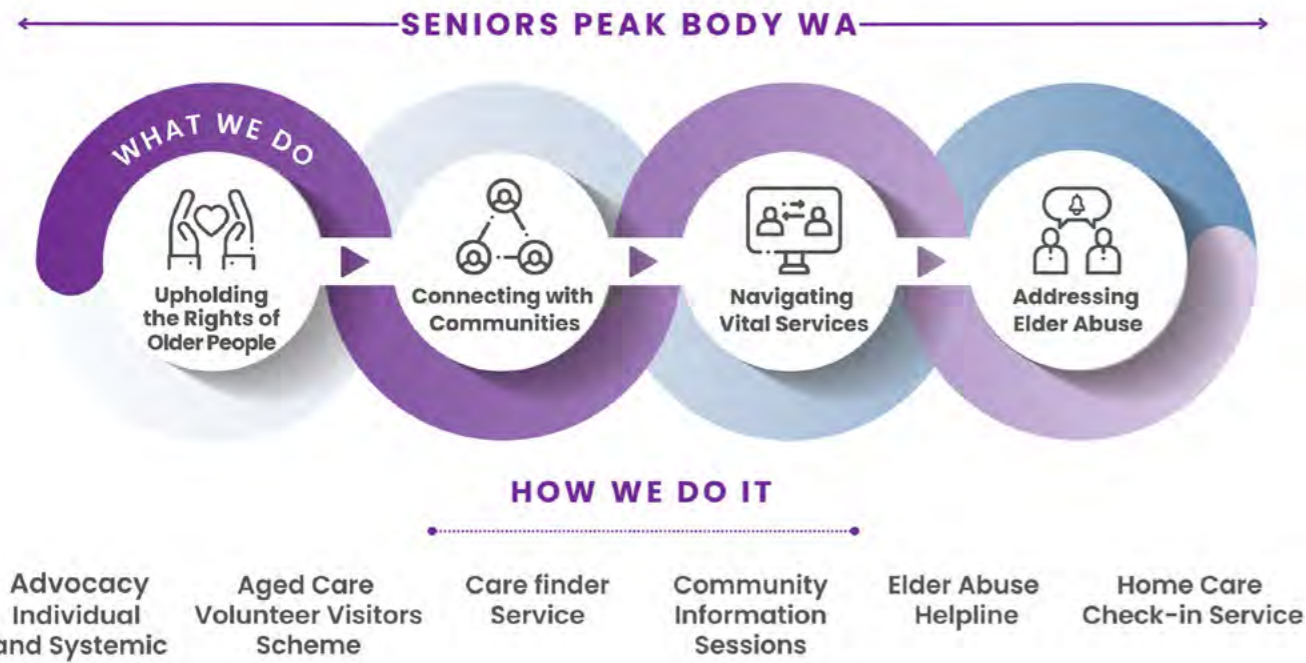 SENIORS PEAK BODY WA
WHAT WE DO
Upholding
the Rights of
Older People
Connecting with
Communities
Navigating
Vital Services
Addressing
Elder Abuse
HOW WE DO IT
Advocacy
Individual
and Systemic
Aged Care
Volunteer Visitors
Scheme
Care finder
Service
Community
Information
Sessions
Elder Abuse
Helpline
Home Care
Check-in Service